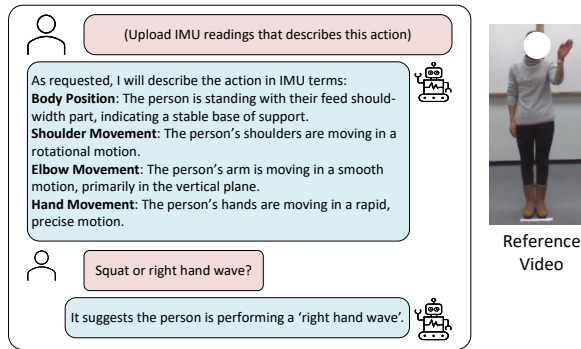 (Upload IMU readings that describes this action)
As requested, I will describe the action in IMU terms:
Body Position: The person is standing with their feed should-
width part, indicating a stable base of support.
Shoulder Movement: The person's shoulders are moving in a
rotational motion.
Elbow Movement: The person's arm is moving in a smooth
motion, primarily in the vertical plane.
Hand Movement: The person's hands are moving in a rapid,
precise motion.
Squat or right hand wave?
It suggests the person is performing a 'right hand wave'.
Reference
Video